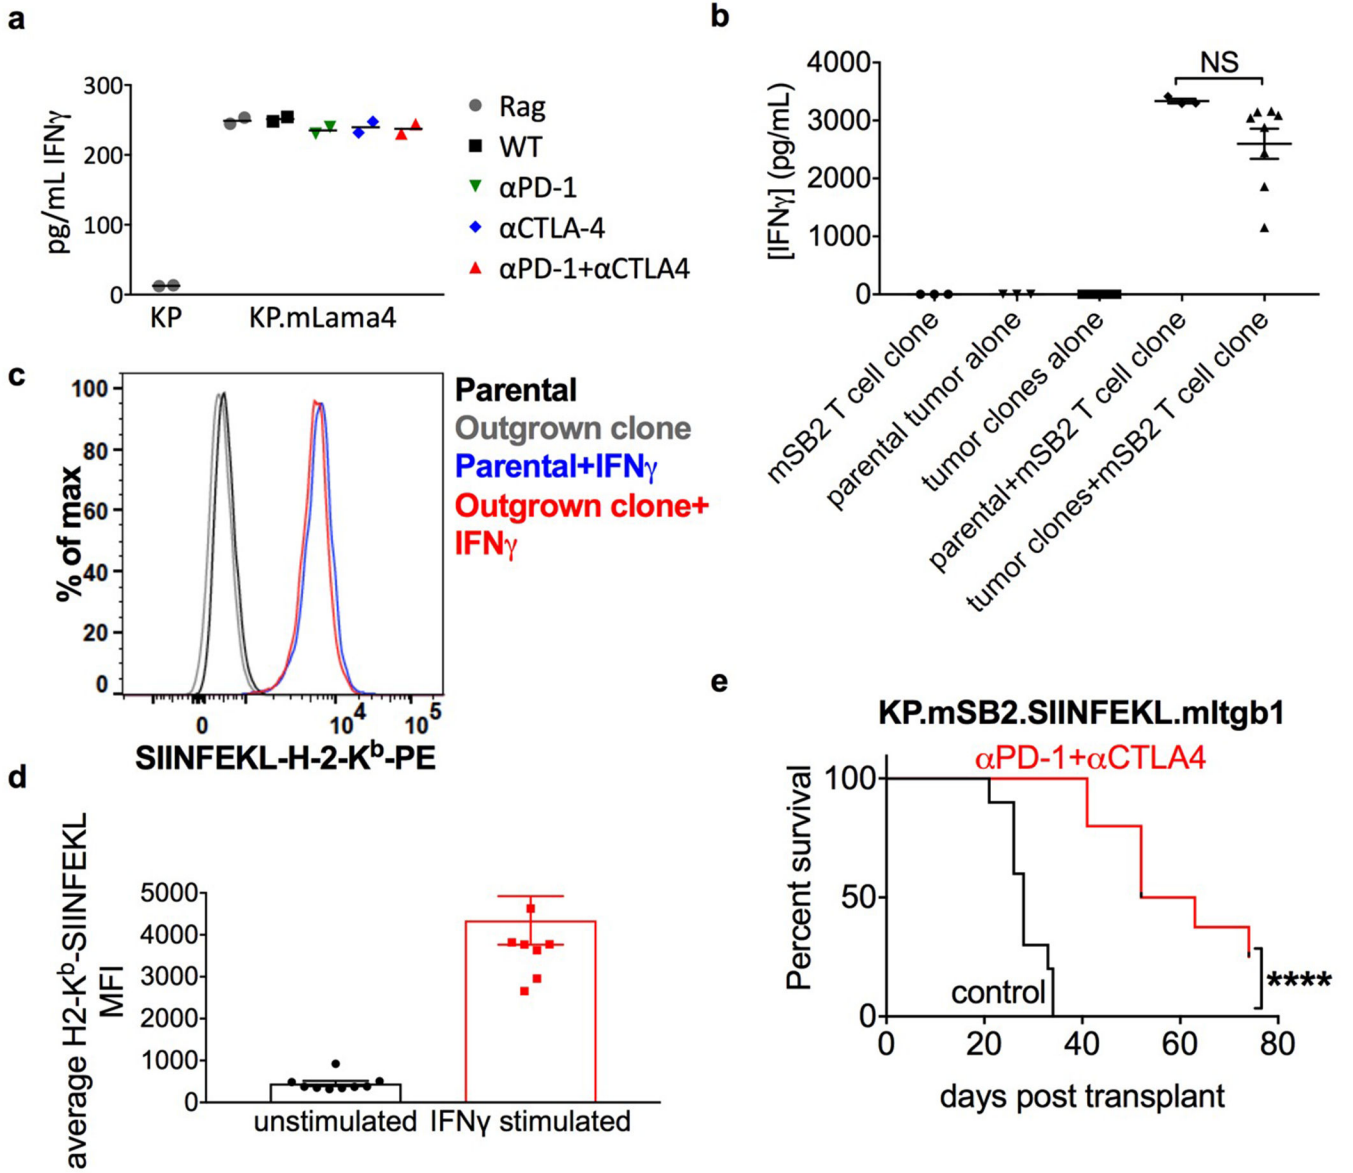 a
300
200
100
0
pg/mL IFNγ
KP
KP.mLama4
Rag
WT
αPD-1
αCTLA-4
αPD-1+αCTLA4
b
4000
3000
2000
1000
0
[IFNγ] (pg/mL)
NS
mSB2 T cell clone
parental tumor alone
tumor clones alone
parental+mSB2 T cell clone
tumor clones+mSB2 T cell clone
c
100
80
60
40
20
0
% of max
0
10⁴
10⁵
SIINFEKL-H-2-Kᵇ-PE
Parental
Outgrown clone
Parental+IFNγ
Outgrown clone+
IFNγ
d
average H2-Kᵇ-SIINFEKL
MFI
5000
4000
3000
2000
1000
0
unstimulated
IFNγ stimulated
e
KP.mSB2.SIINFEKL.mItgb1
αPD-1+αCTLA4
Percent survival
100
50
0
control
****
0
20
40
60
80
days post transplant